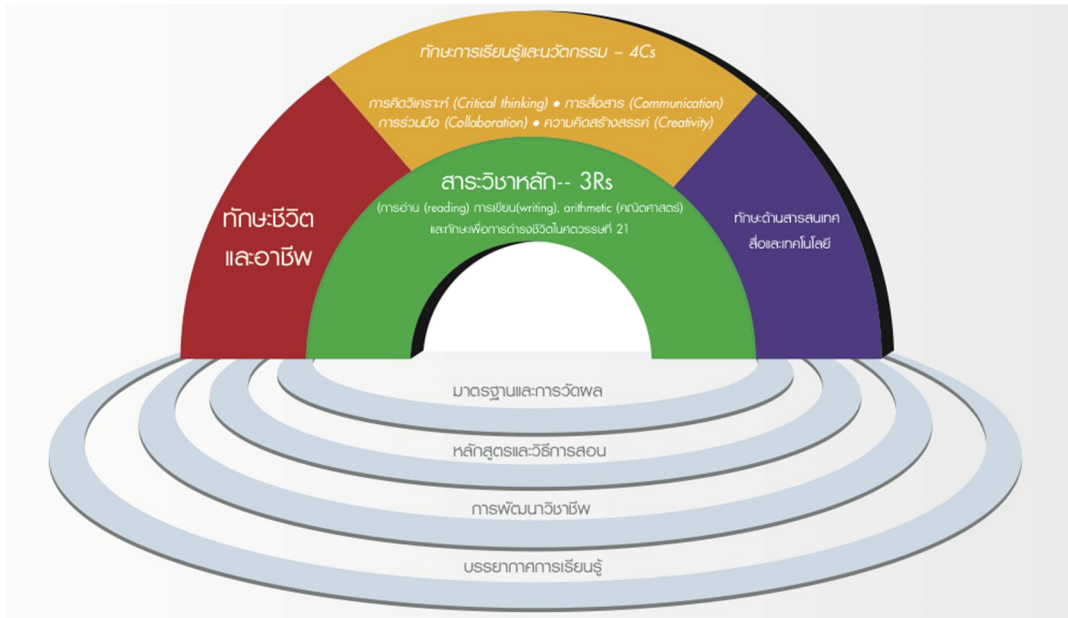 ทักษะการเรียนรู้และนวัตกรรม – 4Cs
การคิดวิเคราะห์ (Critical thinking) ● การสื่อสาร (Communication)
การร่วมมือ (Collaboration) ● ความคิดสร้างสรรค์ (Creativity)
สาระวิชาหลัก-- 3Rs
(การอ่าน (reading) การเขียน(writing), arithmetic (คณิตศาสตร์)
และทักษะเพื่อการดำรงชีวิตในศตวรรษที่ 21
ทักษะชีวิต
และอาชีพ
ทักษะด้านสารสนเทศ
สื่อและเทคโนโลยี
มาตรฐานและการวัดผล
หลักสูตรและวิธีการสอน
การพัฒนาวิชาชีพ
บรรยากาศการเรียนรู้